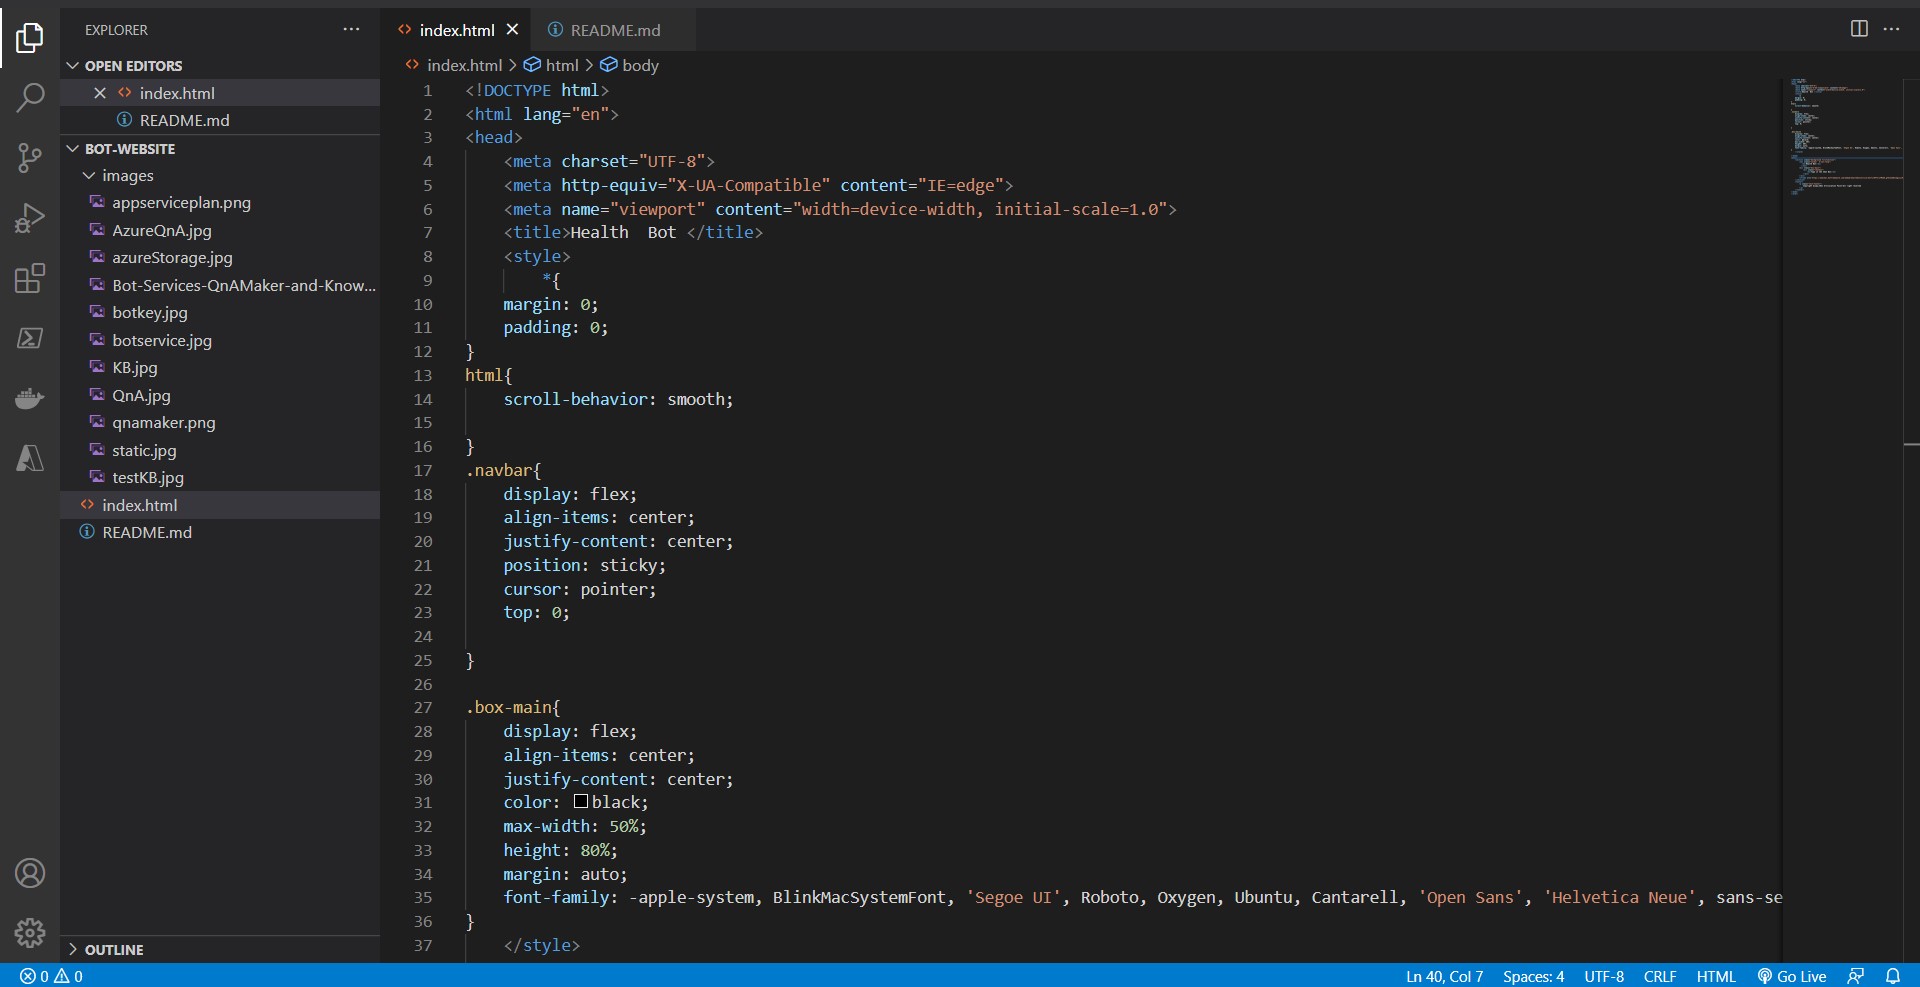 EXPLORER
OPEN EDITORS
index.html
README.md
BOT-WEBSITE
images
appserviceplan.png
AzureQnA.jpg
azureStorage.jpg
Bot-Services-QnAMaker-and-Know...
botkey.jpg
botservice.jpg
KB.jpg
QnA.jpg
qnamaker.png
static.jpg
testKB.jpg
index.html
README.md
OUTLINE
index.html README.md
index.html > html > body
1 <!DOCTYPE html>
2 <html lang="en">
3 <head>
4 <meta charset="UTF-8">
5 <meta http-equiv="X-UA-Compatible" content="IE=edge">
6 <meta name="viewport" content="width=device-width, initial-scale=1.0">
7 <title>Health  Bot </title>
8 <style>
9 *{
10 margin: 0;
11 padding: 0;
12 }
13 html{
14 scroll-behavior: smooth;
15
16 }
17 .navbar{
18 display: flex;
19 align-items: center;
20 justify-content: center;
21 position: sticky;
22 cursor: pointer;
23 top: 0;
24
25 }
26
27 .box-main{
28 display: flex;
29 align-items: center;
30 justify-content: center;
31 color: black;
32 max-width: 50%;
33 height: 80%;
34 margin: auto;
35 font-family: -apple-system, BlinkMacSystemFont, 'Segoe UI', Roboto, Oxygen, Ubuntu, Cantarell, 'Open Sans', 'Helvetica Neue', sans-se
36 }
37 </style>
0 0 Ln 40, Col 7 Spaces: 4 UTF-8 CRLF HTML Go Live